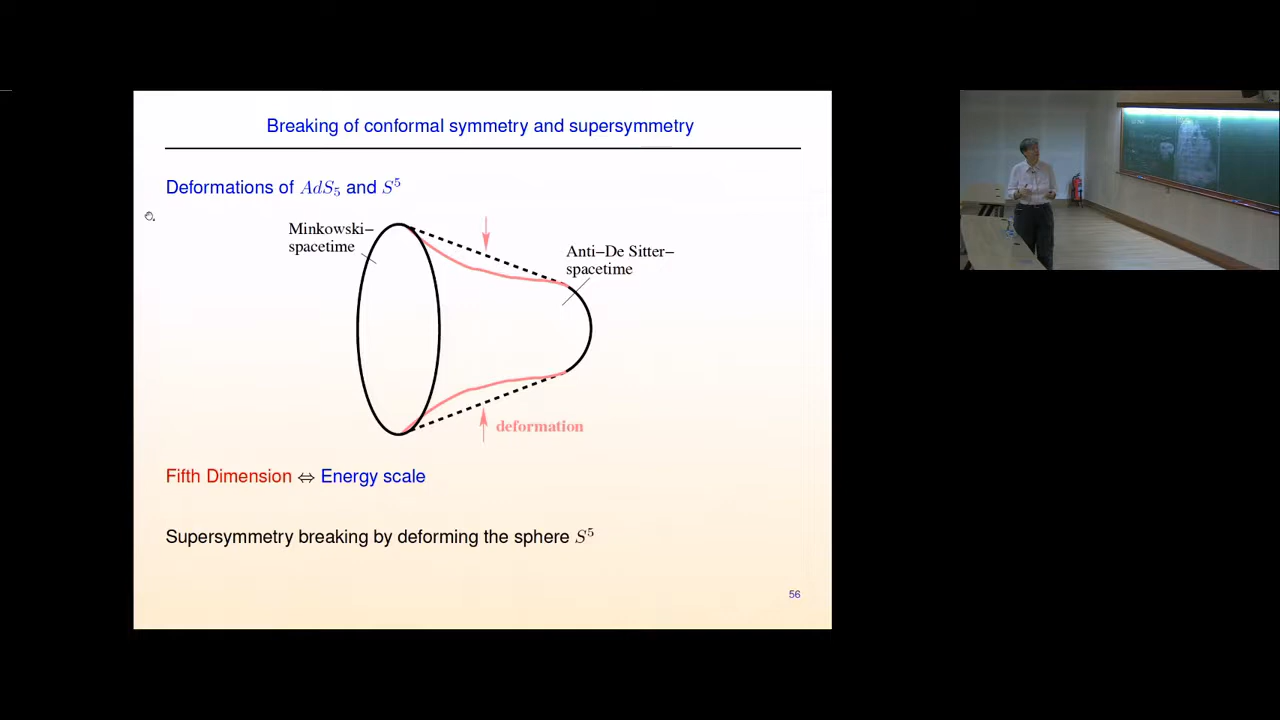 Breaking of conformal symmetry and supersymmetry
Deformations of AdS₅ and S⁵
Minkowski–
spacetime
Anti–De Sitter–
spacetime
deformation
Fifth Dimension ⇔ Energy scale
Supersymmetry breaking by deforming the sphere S⁵
56